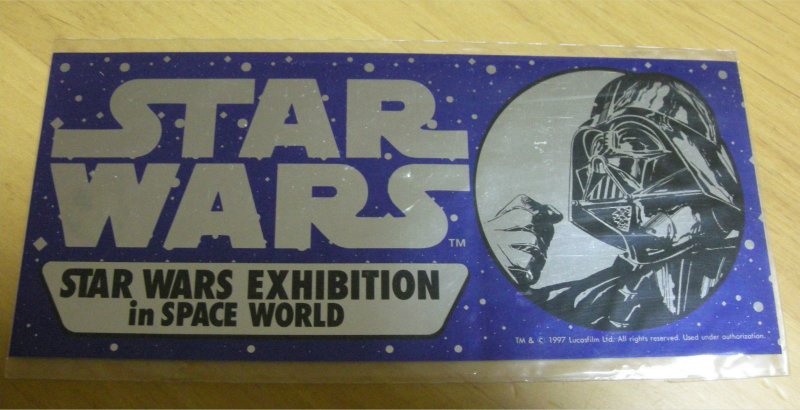 STAR
WARS
TM
STAR WARS EXHIBITION
in SPACE WORLD
TM & © 1997 Lucasfilm Ltd. All rights reserved. Used under authorization.